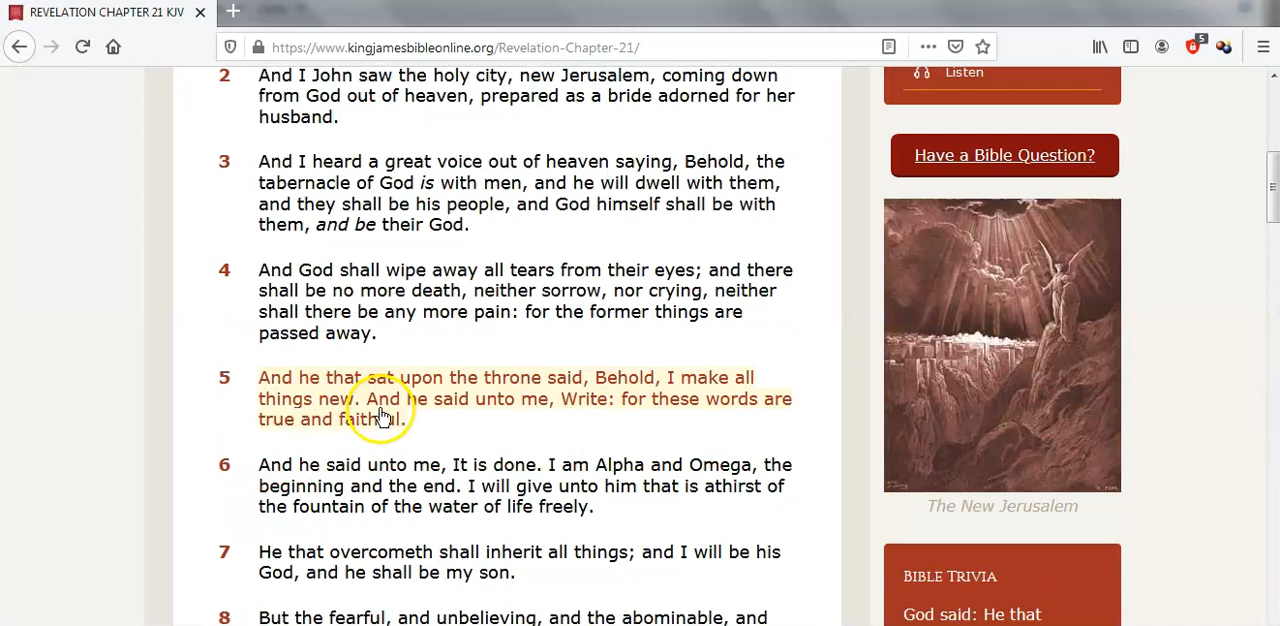 REVELATION CHAPTER 21 KJV
https://www.kingjamesbibleonline.org/Revelation-Chapter-21/
5
2 And I John saw the holy city, new Jerusalem, coming down
from God out of heaven, prepared as a bride adorned for her
husband.
3 And I heard a great voice out of heaven saying, Behold, the
tabernacle of God is with men, and he will dwell with them,
and they shall be his people, and God himself shall be with
them, and be their God.
4 And God shall wipe away all tears from their eyes; and there
shall be no more death, neither sorrow, nor crying, neither
shall there be any more pain: for the former things are
passed away.
5 And he that sat upon the throne said, Behold, I make all
things new. And he said unto me, Write: for these words are
true and faithful.
6 And he said unto me, It is done. I am Alpha and Omega, the
beginning and the end. I will give unto him that is athirst of
the fountain of the water of life freely.
7 He that overcometh shall inherit all things; and I will be his
God, and he shall be my son.
8 But the fearful, and unbelieving, and the abominable, and
Listen
Have a Bible Question?
The New Jerusalem
BIBLE TRIVIA
God said: He that